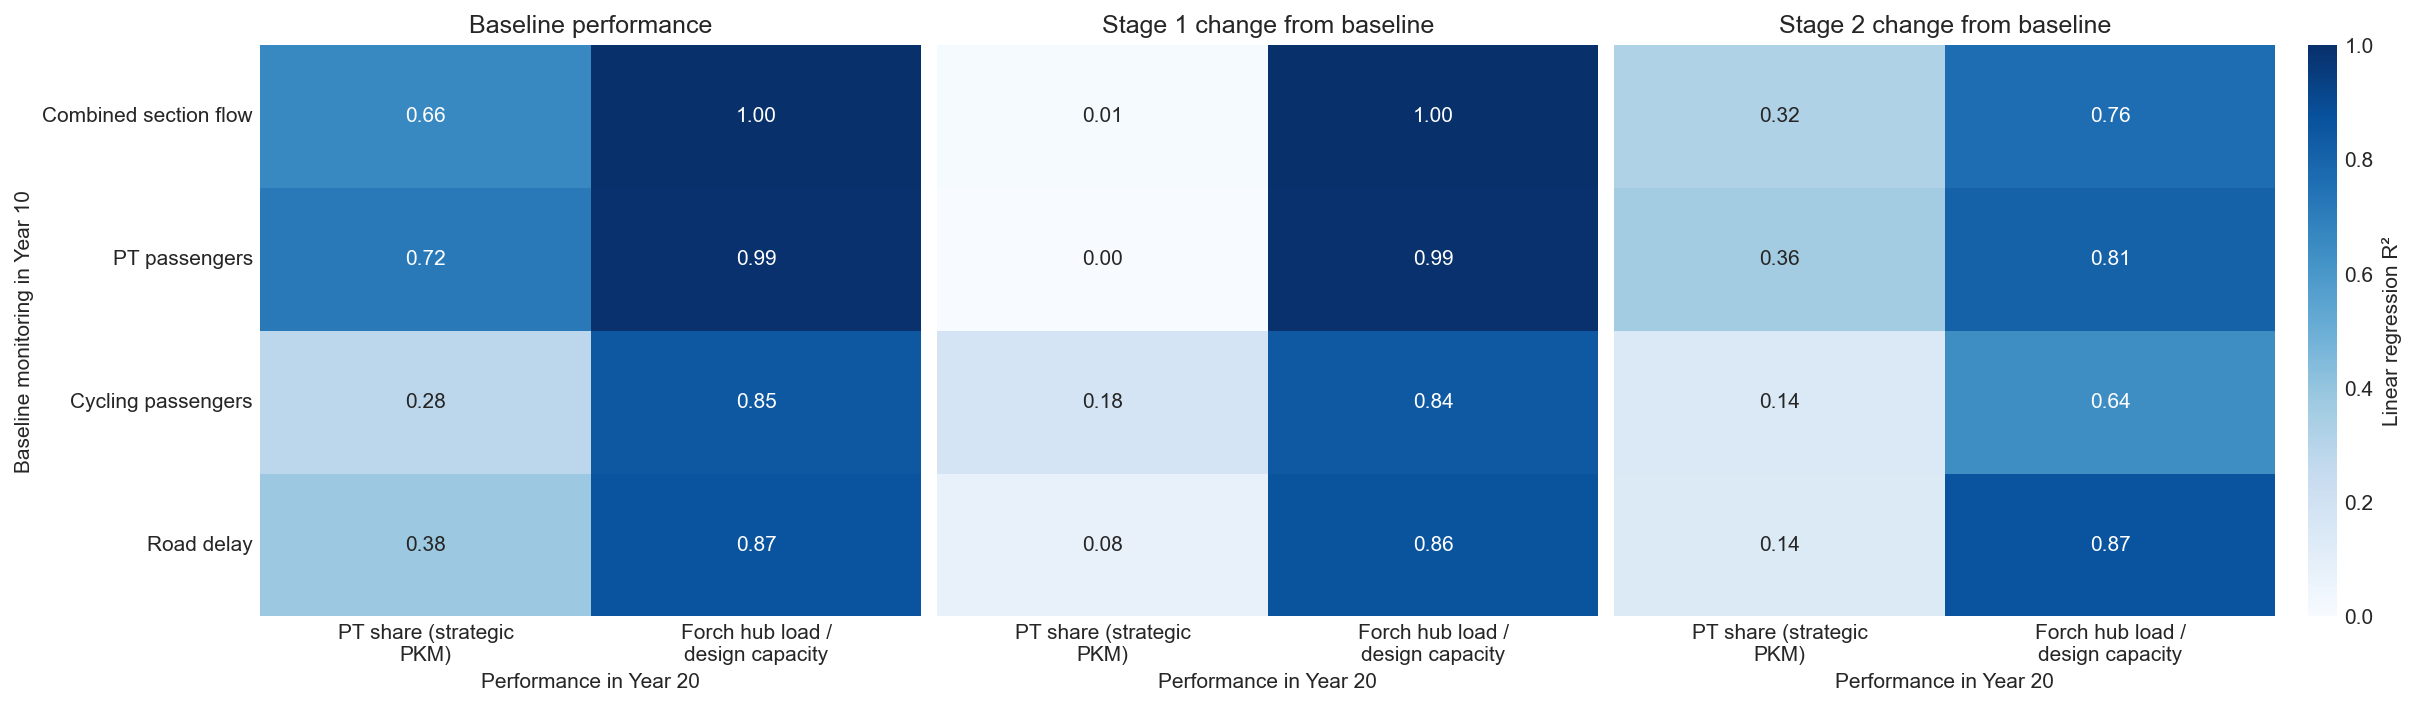 Baseline performance
Stage 1 change from baseline
Stage 2 change from baseline
Baseline monitoring in Year 10
Combined section flow
0.66
1.00
0.01
1.00
0.32
0.76
PT passengers
0.72
0.99
0.00
0.99
0.36
0.81
Cycling passengers
0.28
0.85
0.18
0.84
0.14
0.64
Road delay
0.38
0.87
0.08
0.86
0.14
0.87
PT share (strategic
PKM)
Forch hub load /
design capacity
PT share (strategic
PKM)
Forch hub load /
design capacity
PT share (strategic
PKM)
Forch hub load /
design capacity
Performance in Year 20
Performance in Year 20
Performance in Year 20
1.0
0.8
0.6
0.4
0.2
0.0
Linear regression R²